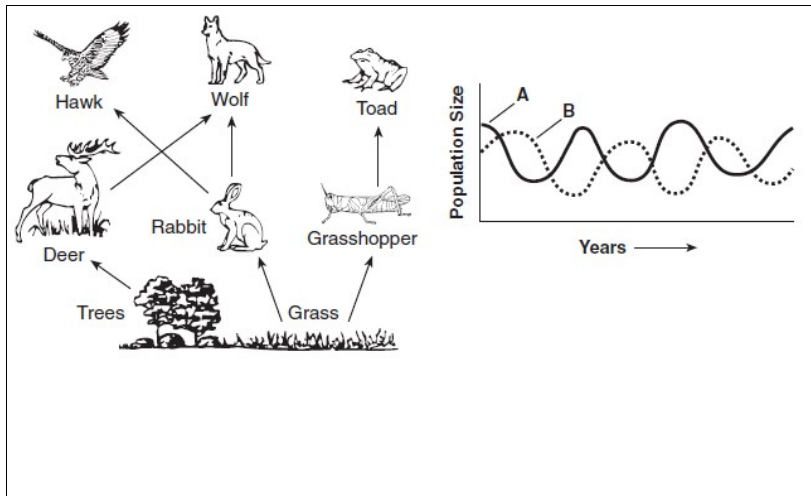 Hawk
Wolf
Toad
Deer
Rabbit
Grasshopper
Trees
Grass
A
B
Population Size
Years